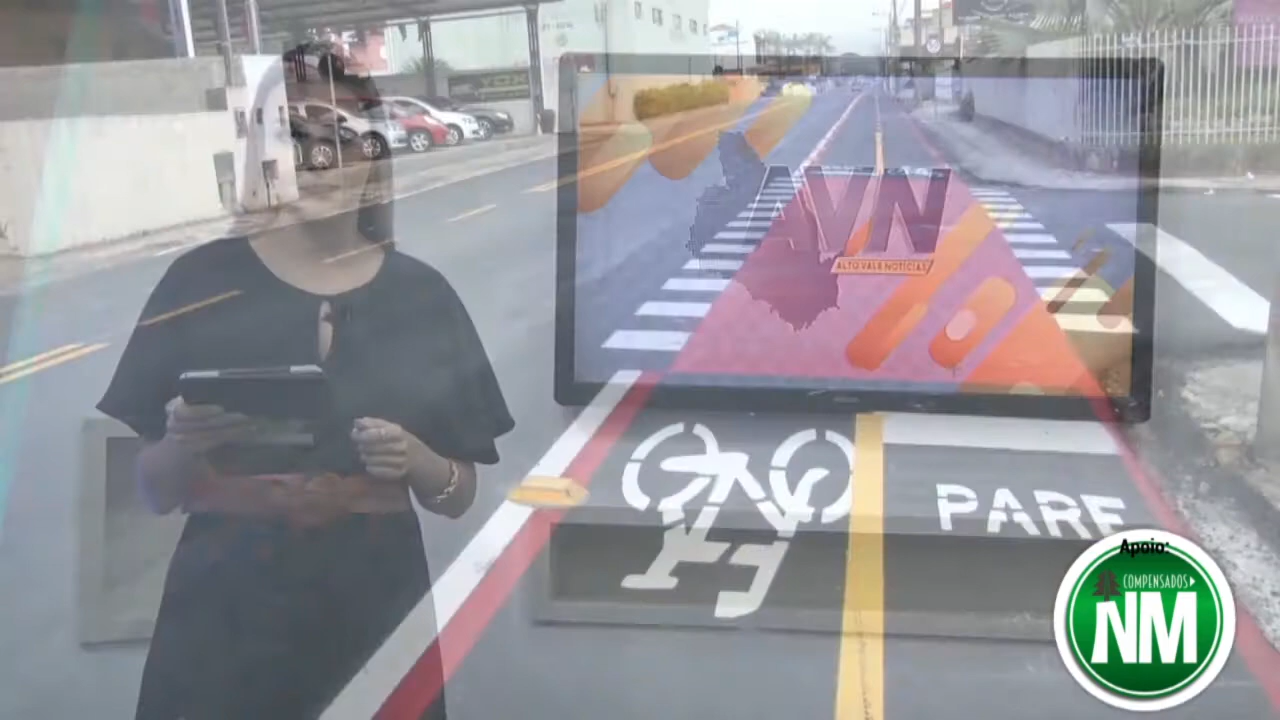 AVN
ALTO VALE NOTÍCIAS
PARE
Apoio:
COMPENSADOS
NM